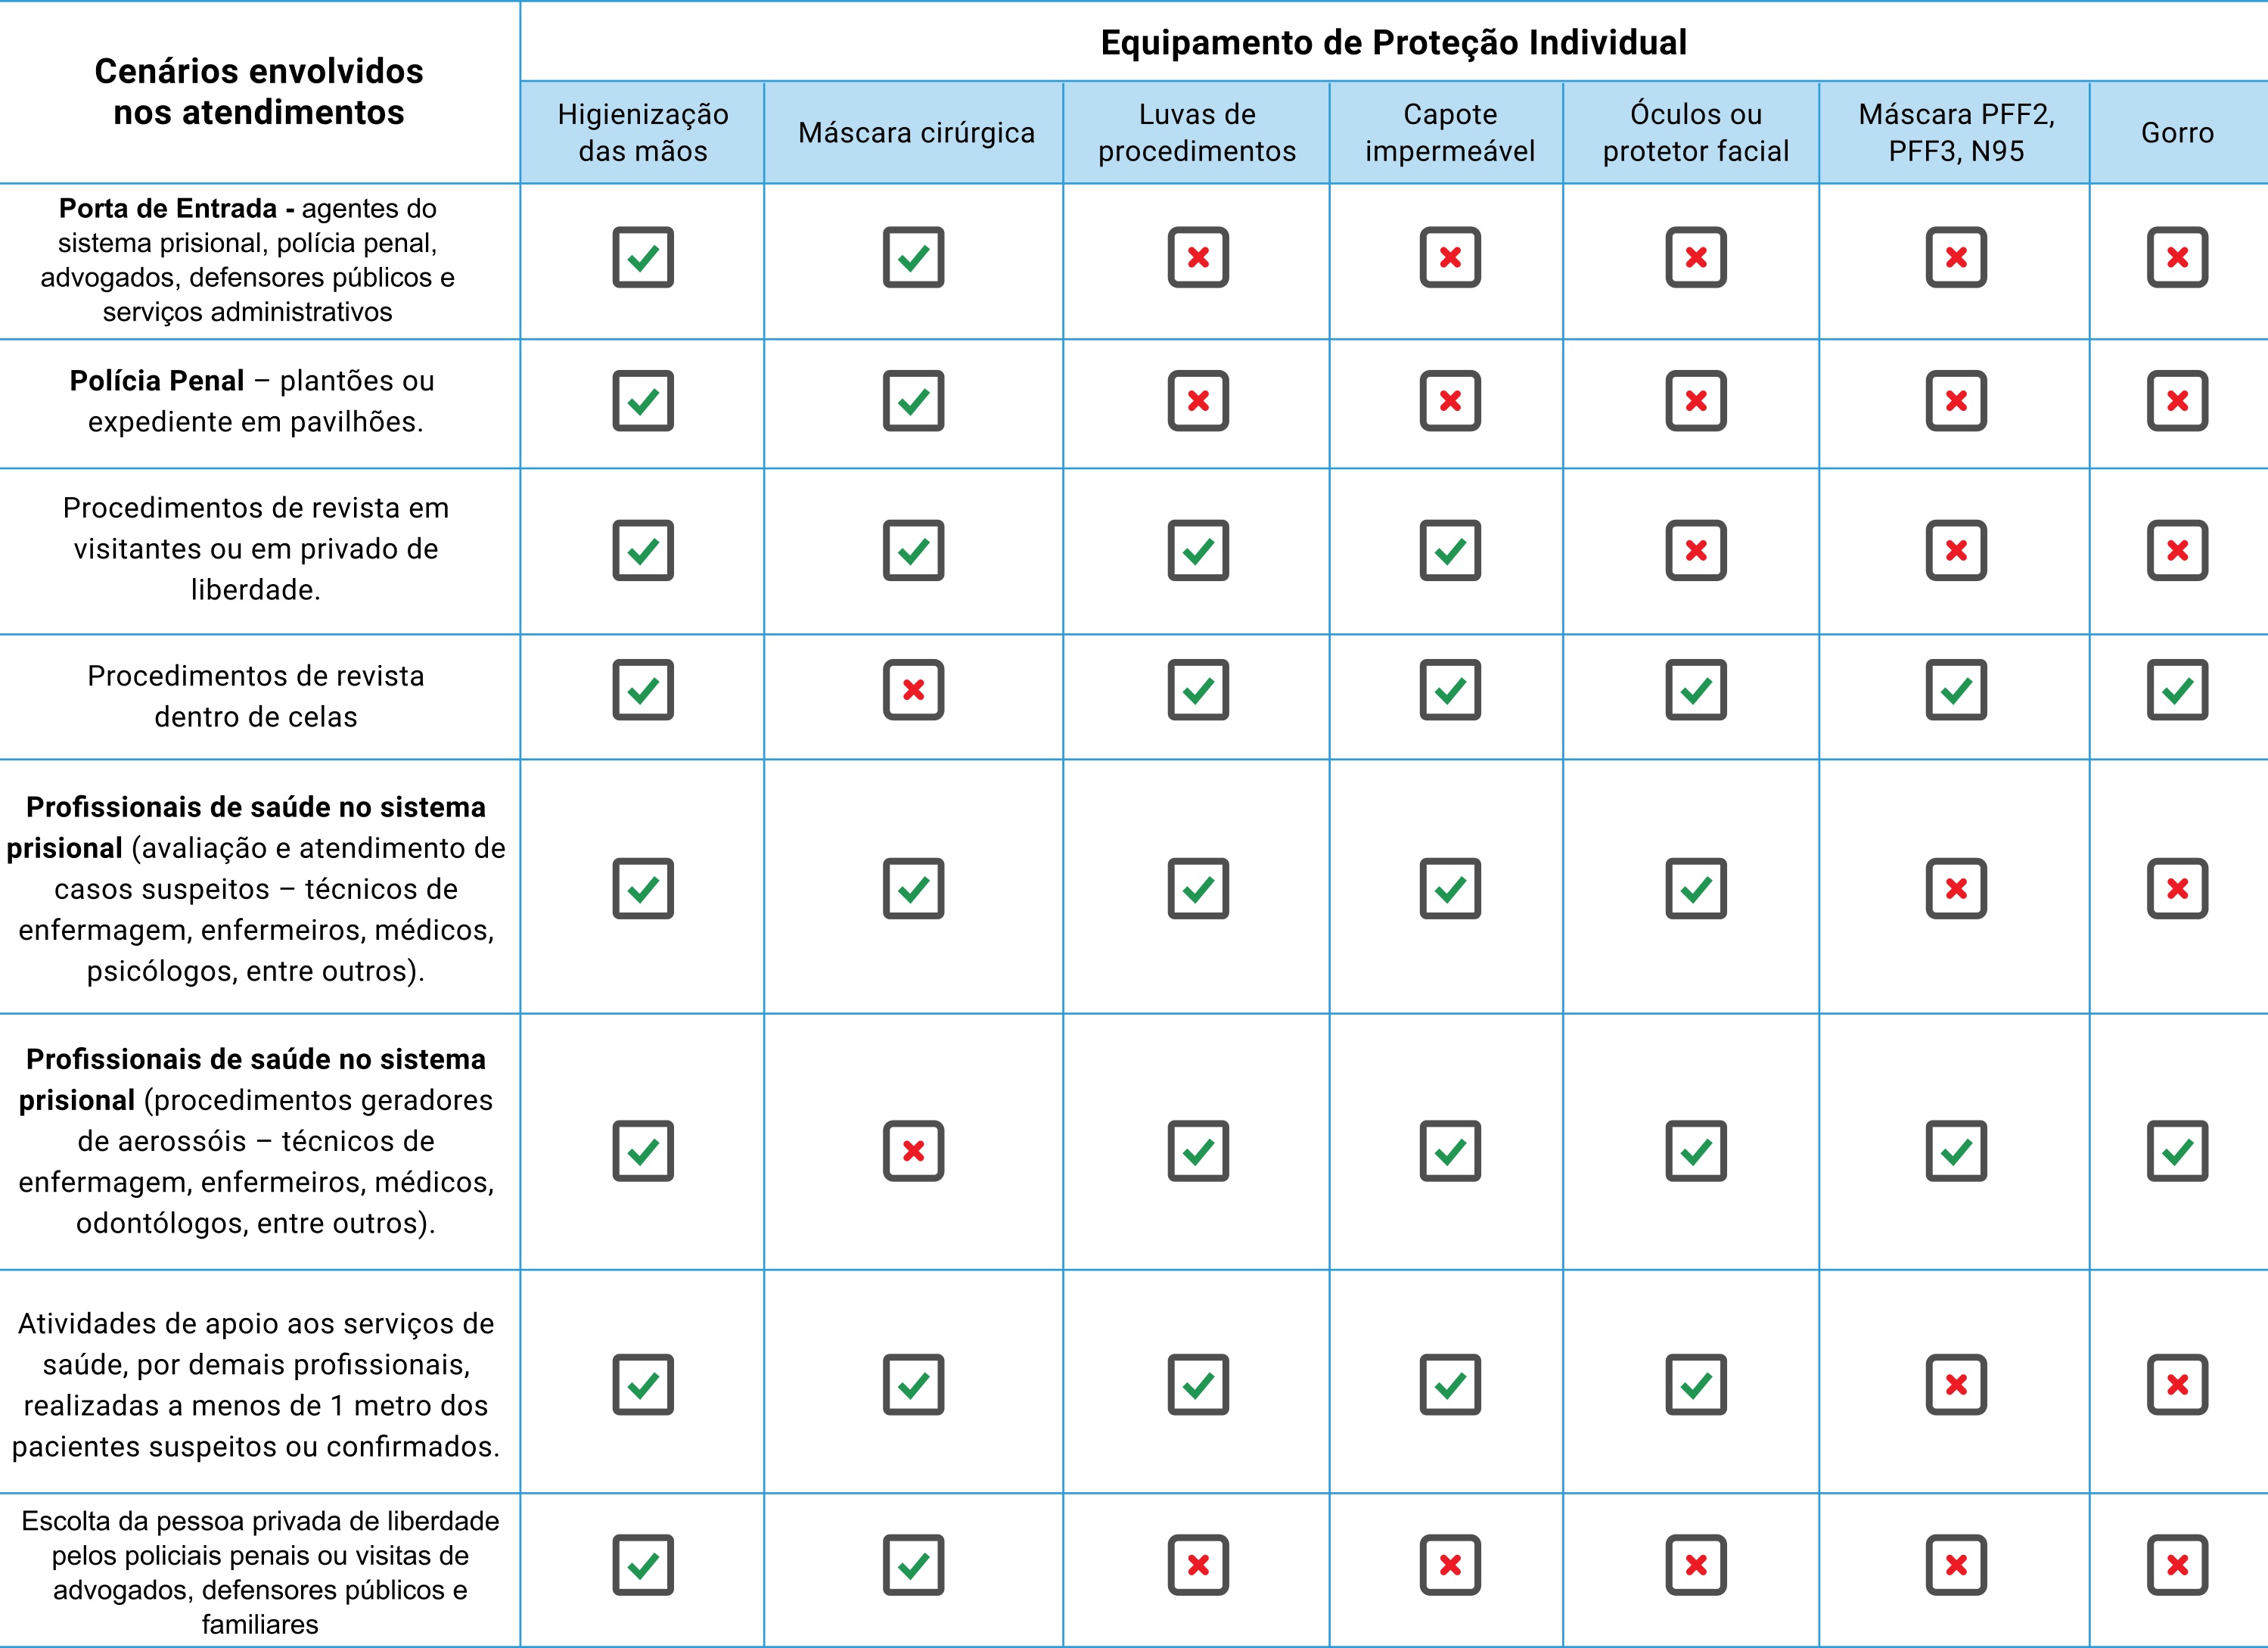 Cenários envolvidos
nos atendimentos
Equipamento de Proteção Individual
Higienização
das mãos
Máscara cirúrgica
Luvas de
procedimentos
Capote
impermeável
Óculos ou
protetor facial
Máscara PFF2,
PFF3, N95
Gorro
Porta de Entrada - agentes do
sistema prisional, polícia penal,
advogados, defensores públicos e
serviços administrativos
Polícia Penal – plantões ou
expediente em pavilhões.
Procedimentos de revista em
visitantes ou em privado de
liberdade.
Procedimentos de revista
dentro de celas
Profissionais de saúde no sistema
prisional (avaliação e atendimento de
casos suspeitos – técnicos de
enfermagem, enfermeiros, médicos,
psicólogos, entre outros).
Profissionais de saúde no sistema
prisional (procedimentos geradores
de aerossóis – técnicos de
enfermagem, enfermeiros, médicos,
odontólogos, entre outros).
Atividades de apoio aos serviços de
saúde, por demais profissionais,
realizadas a menos de 1 metro dos
pacientes suspeitos ou confirmados.
Escolta da pessoa privada de liberdade
pelos policiais penais ou visitas de
advogados, defensores públicos e
familiares